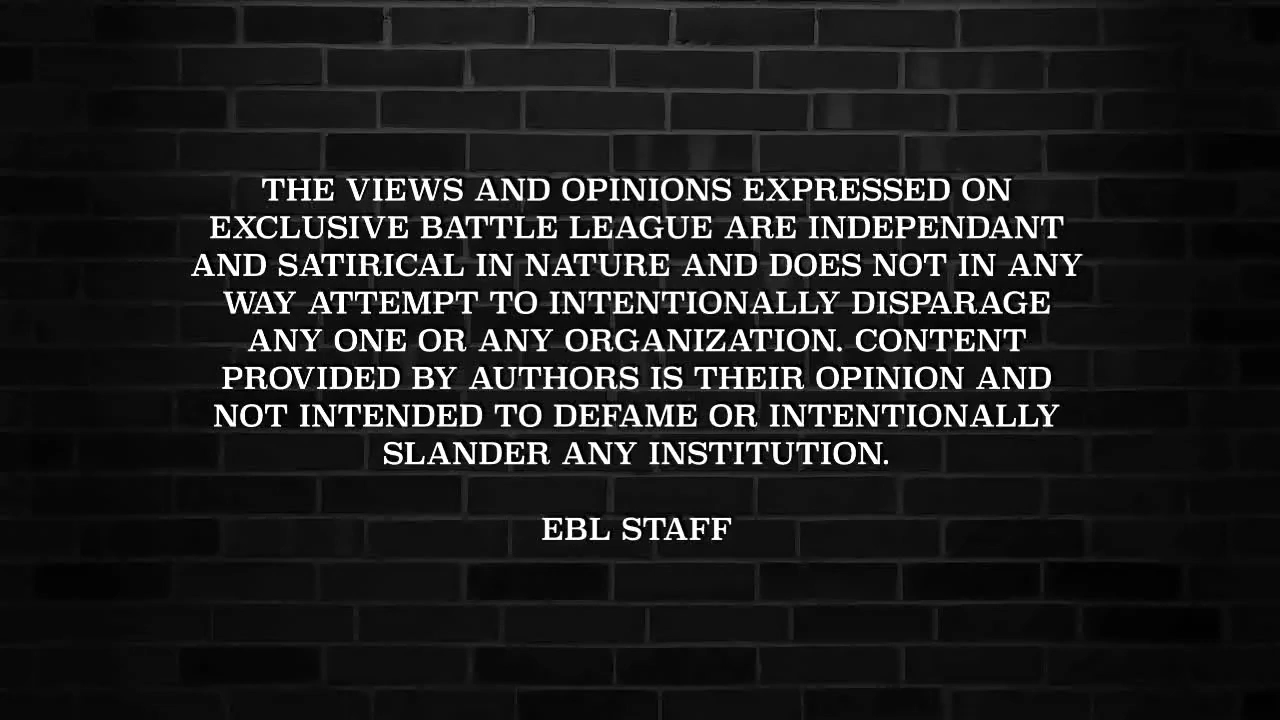 THE VIEWS AND OPINIONS EXPRESSED ON
EXCLUSIVE BATTLE LEAGUE ARE INDEPENDANT
AND SATIRICAL IN NATURE AND DOES NOT IN ANY
WAY ATTEMPT TO INTENTIONALLY DISPARAGE
ANY ONE OR ANY ORGANIZATION. CONTENT
PROVIDED BY AUTHORS IS THEIR OPINION AND
NOT INTENDED TO DEFAME OR INTENTIONALLY
SLANDER ANY INSTITUTION.
EBL STAFF